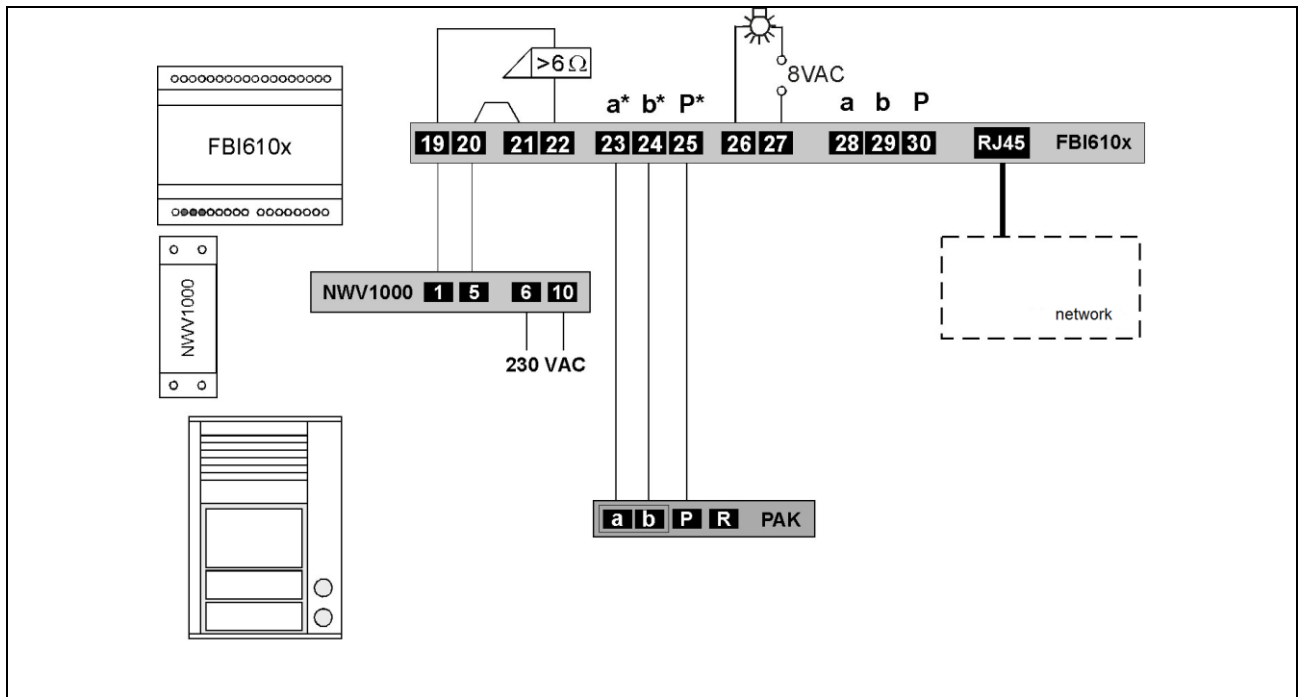 >6Ω
8VAC
a* b* P* a b P
FBI610x
19 20 21 22 23 24 25 26 27 28 29 30 RJ45 FBI610x
NWV1000
NWV1000 1 5 6 10
network
230 VAC
a b P R PAK